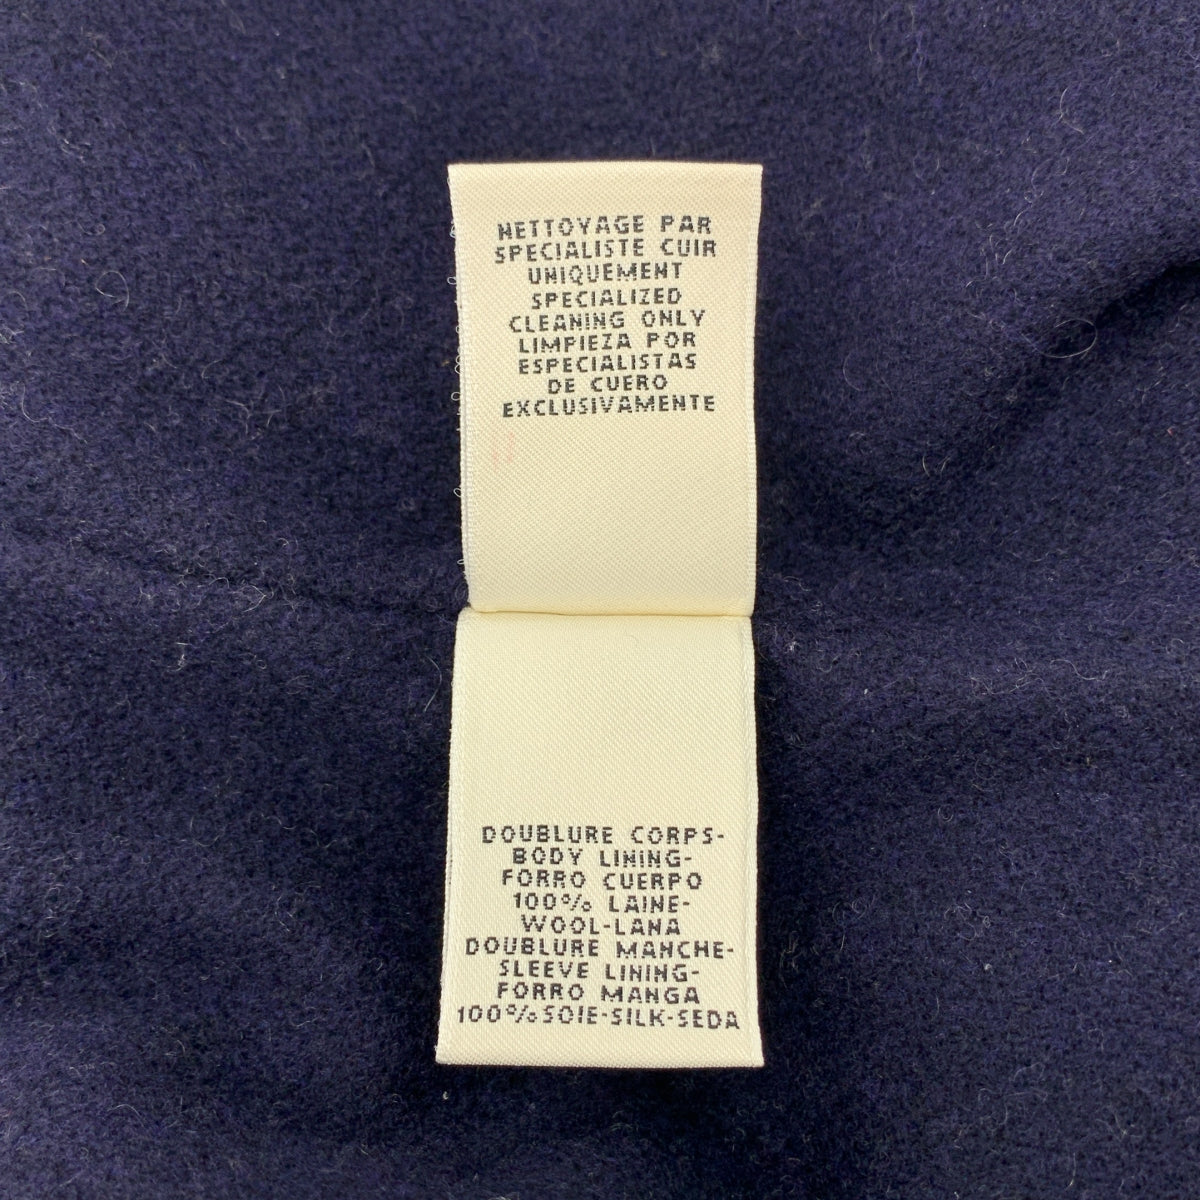 NETTOYAGE PAR
SPECIALISTE CUIR
UNIQUEMENT
SPECIALIZED
CLEANING ONLY
LIMPIEZA POR
ESPECIALISTAS
DE CUERO
EXCLUSIVAMENTE
DOUBLURE CORPS-
BODY LINING-
FORRO CUERPO
100% LAINE-
WOOL-LANA
DOUBLURE MANCHE-
SLEEVE LINING-
FORRO MANGA
100% SOIE-SILK-SEDA